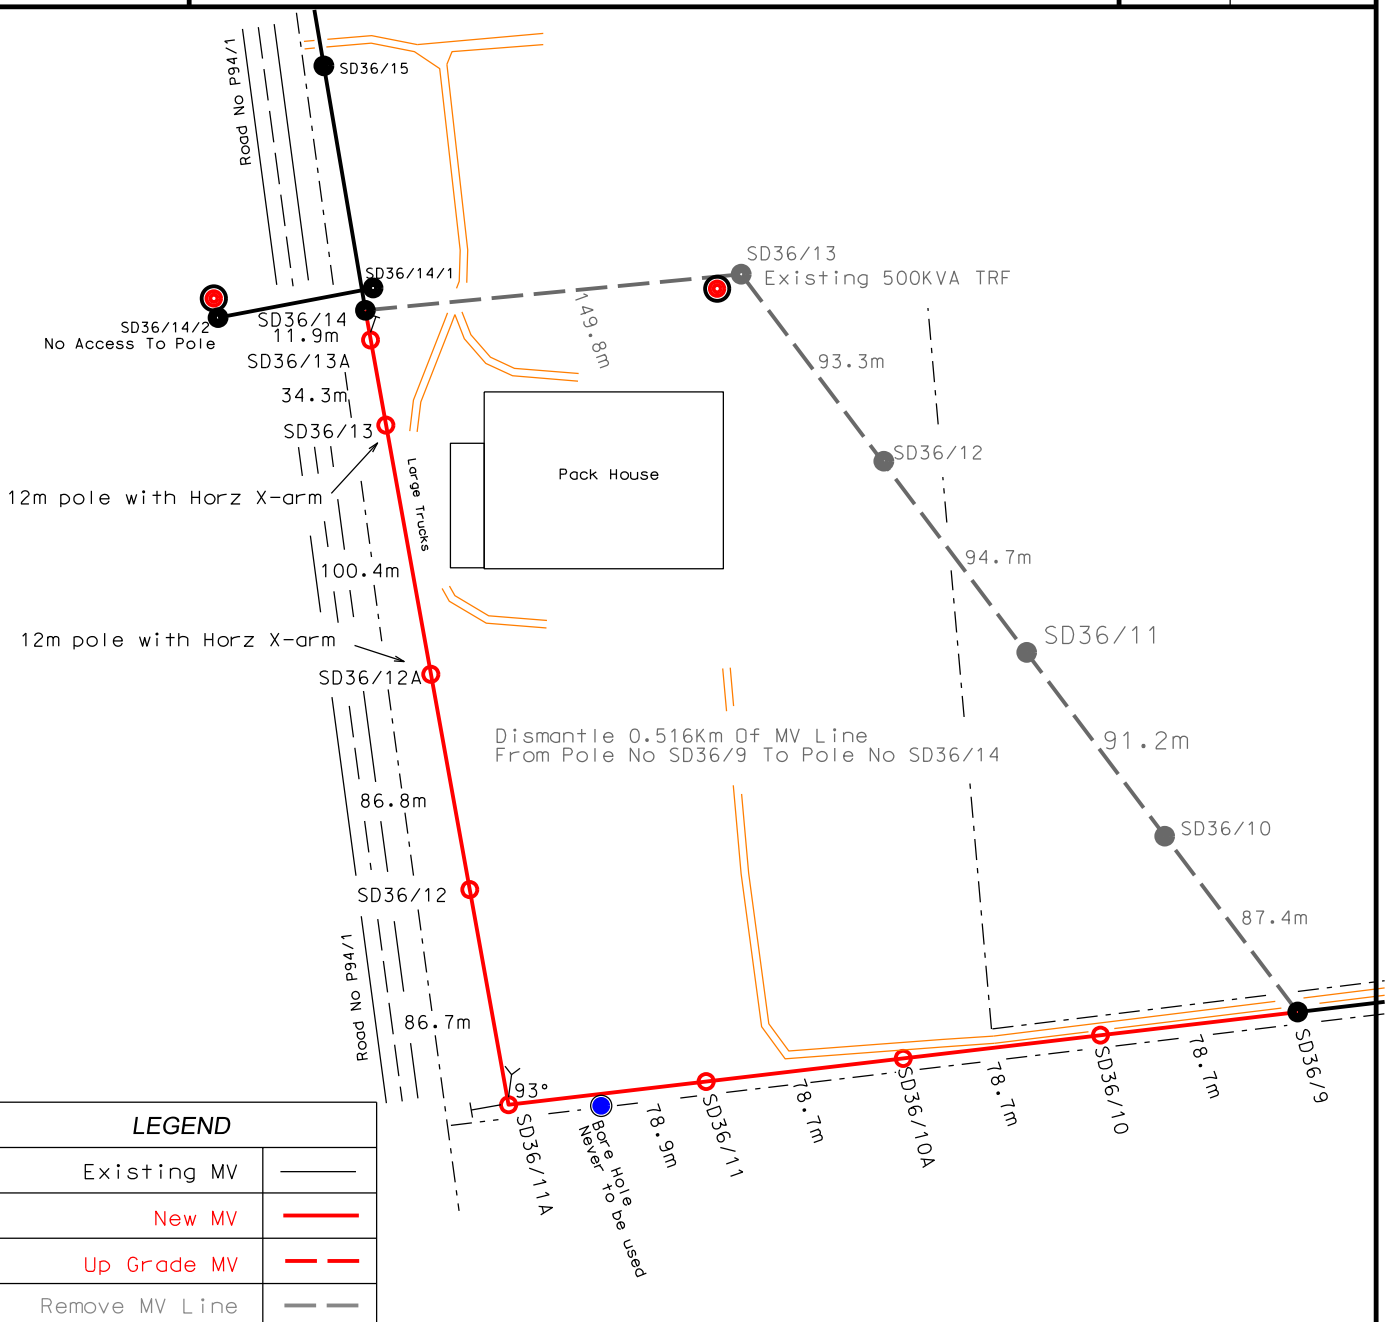 Road No P94/1
SD36/15
SD36/14/1
SD36/13
Existing 500KVA TRF
SD36/14/2
No Access To Pole
SD36/14
11.9m
149.8m
SD36/13A
93.3m
34.3m
SD36/13
SD36/12
Large Trucks
Pack House
12m pole with Horz X-arm
100.4m
94.7m
12m pole with Horz X-arm
SD36/11
SD36/12A
Dismantle 0.516Km Of MV Line
From Pole No SD36/9 To Pole No SD36/14
91.2m
86.8m
SD36/10
SD36/12
87.4m
Road No P94/1
86.7m
93°
SD36/11A
Bore Hole
Never to be used
78.9m
SD36/11
78.7m
SD36/10A
78.7m
SD36/10
78.7m
SD36/9
LEGEND
Existing MV
New MV
Up Grade MV
Remove MV Line